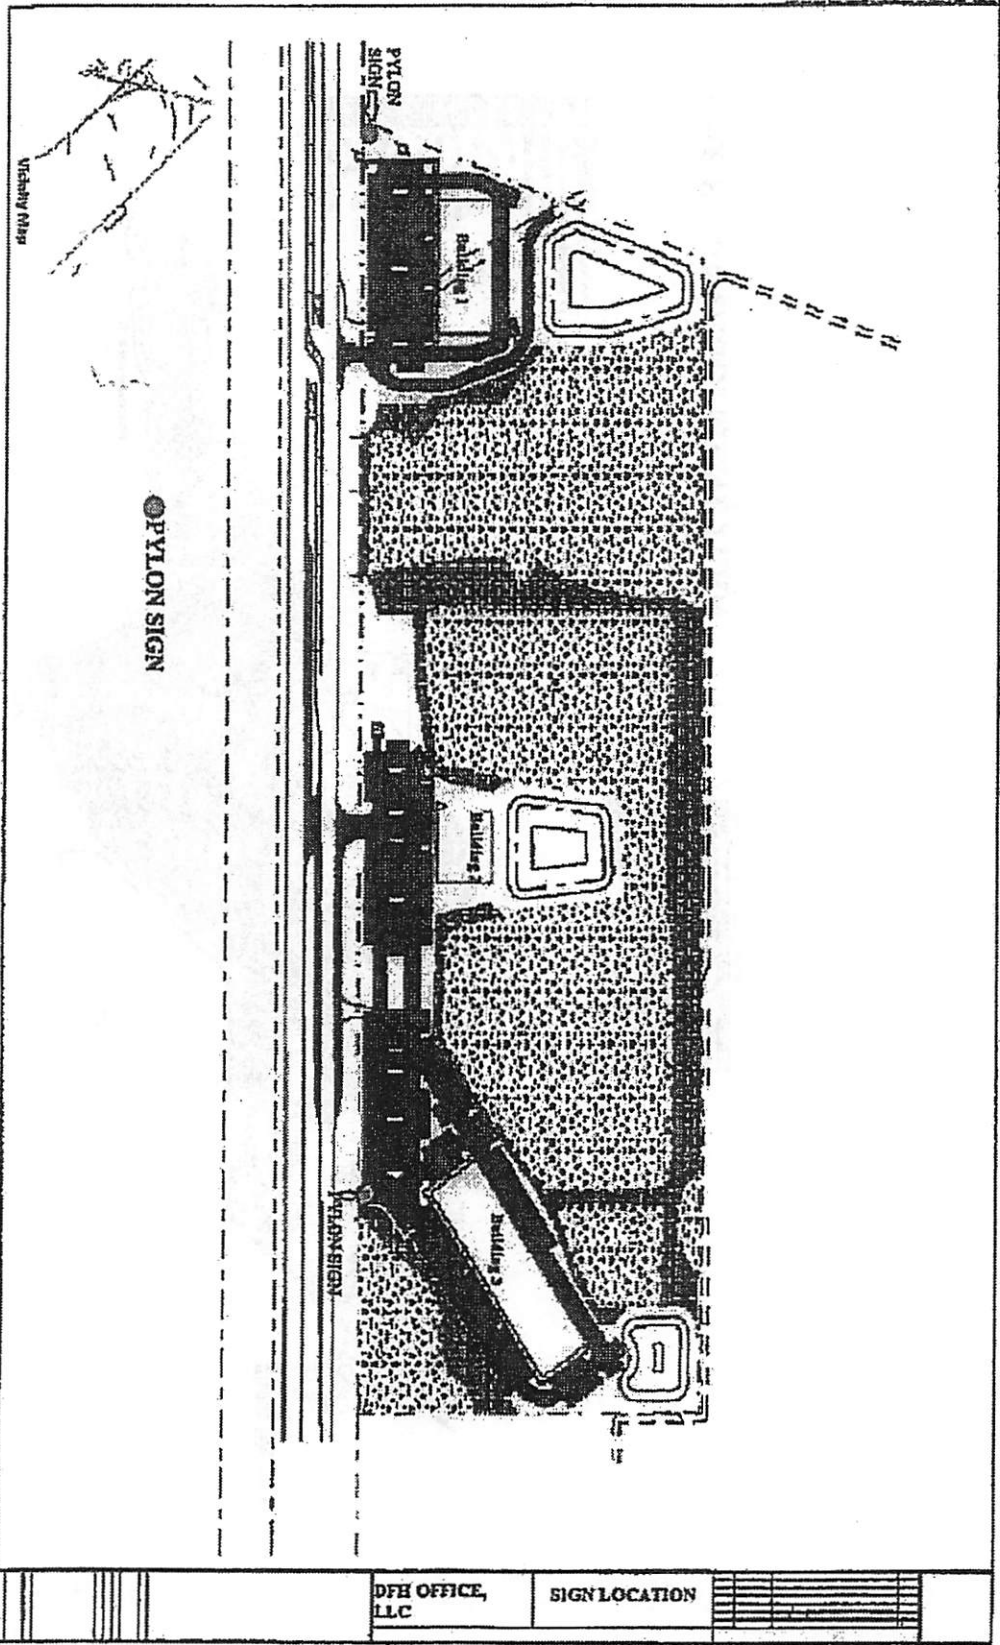 PYLON
SIGN
Building 1
Vicinity Map
PYLON SIGN
Building 2
PYLON SIGN
Building 3
DFH OFFICE,
LLC
SIGN LOCATION